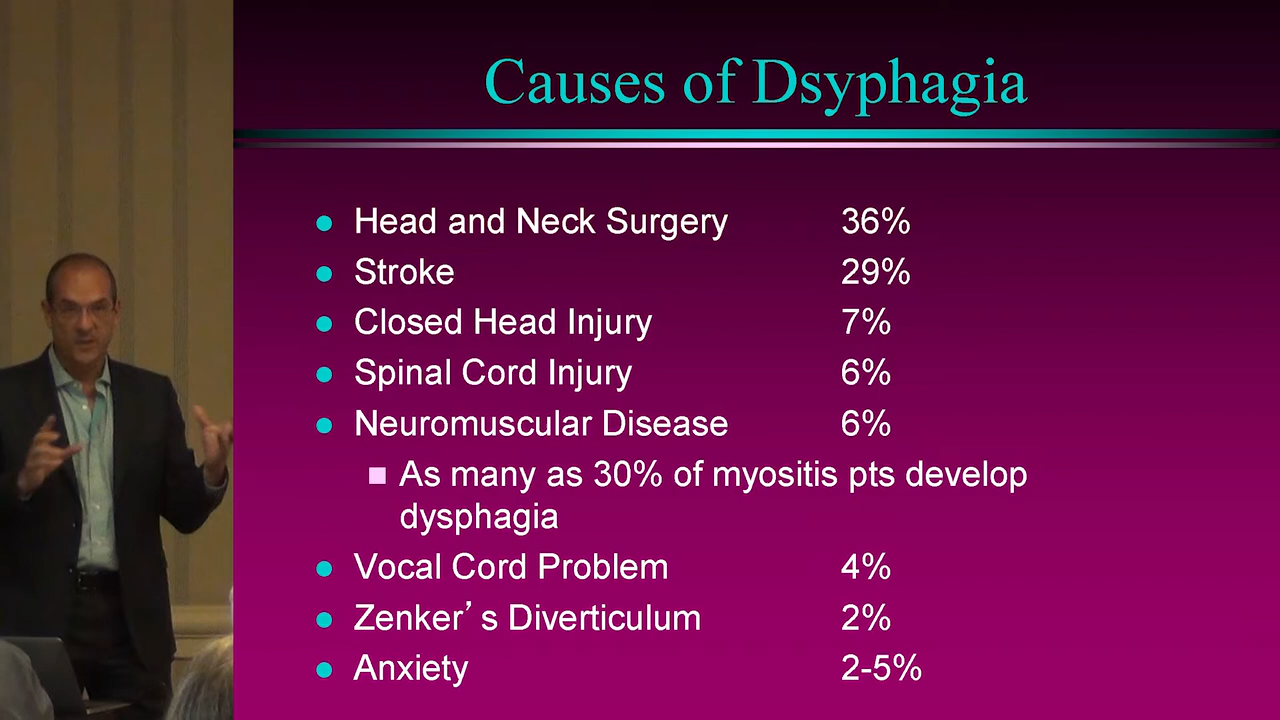 Causes of Dsyphagia
Head and Neck Surgery 36%
Stroke 29%
Closed Head Injury 7%
Spinal Cord Injury 6%
Neuromuscular Disease 6%
As many as 30% of myositis pts develop
dysphagia
Vocal Cord Problem 4%
Zenker’s Diverticulum 2%
Anxiety 2-5%